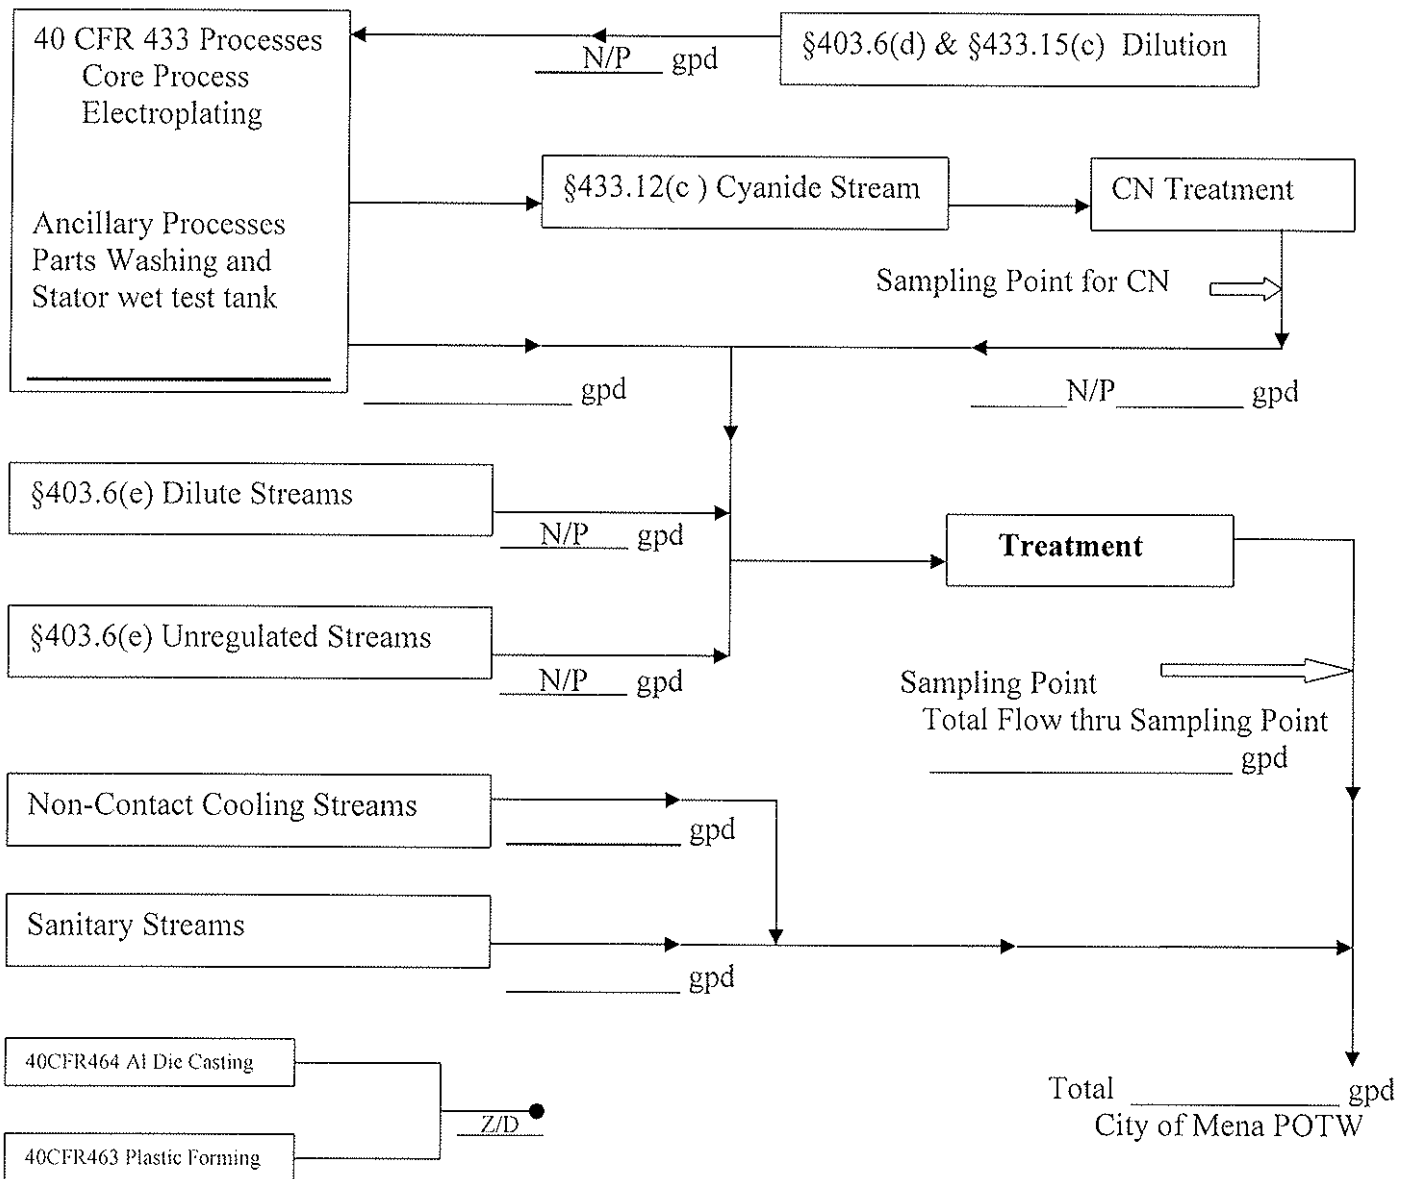 40 CFR 433 Processes
Core Process
Electroplating
Ancillary Processes
Parts Washing and
Stator wet test tank
N/P gpd
§403.6(d) & §433.15(c) Dilution
§433.12(c ) Cyanide Stream
CN Treatment
Sampling Point for CN
gpd
N/P gpd
§403.6(e) Dilute Streams
N/P gpd
Treatment
§403.6(e) Unregulated Streams
N/P gpd
Sampling Point
Total Flow thru Sampling Point
gpd
Non-Contact Cooling Streams
gpd
Sanitary Streams
gpd
40CFR464 Al Die Casting
Z/D
40CFR463 Plastic Forming
Total gpd
City of Mena POTW